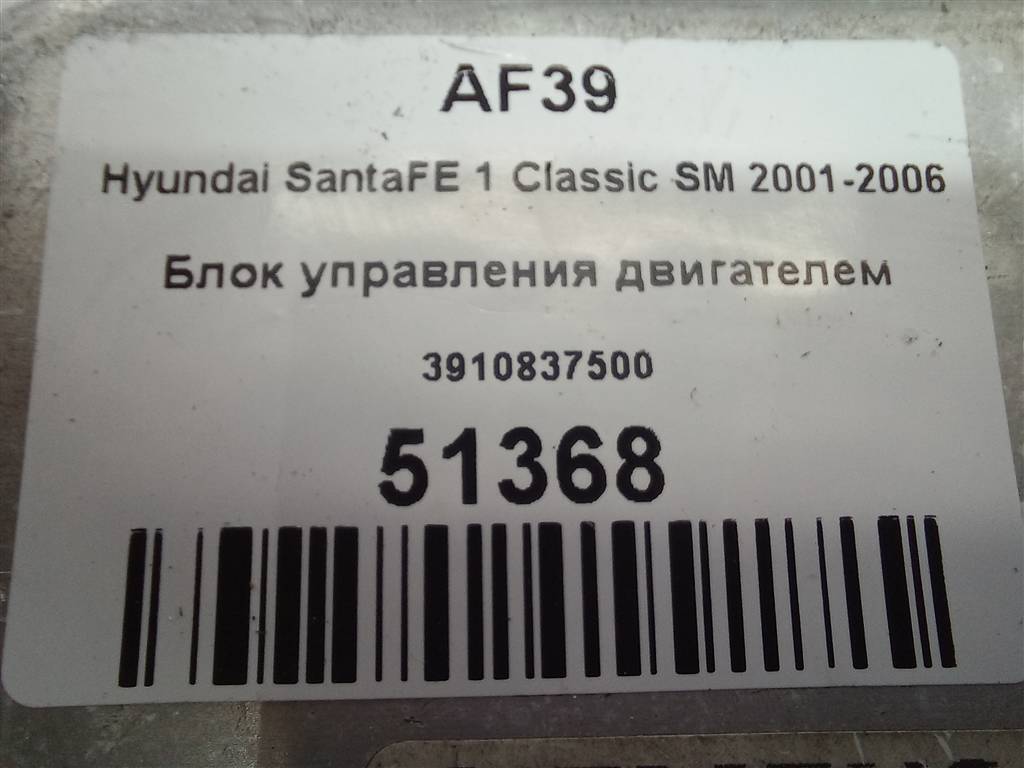 AF39
Hyundai SantaFE 1 Classic SM 2001-2006
Блок управления двигателем
3910837500
51368